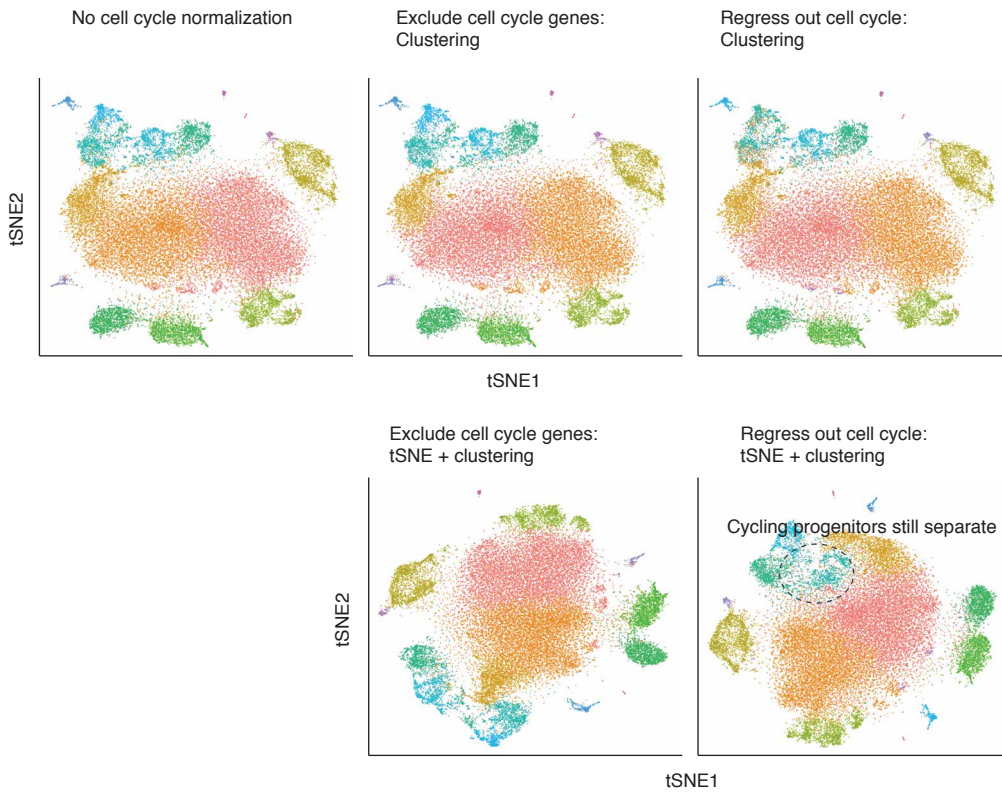 No cell cycle normalization
Exclude cell cycle genes:
Clustering
Regress out cell cycle:
Clustering
tSNE2
tSNE1
Exclude cell cycle genes:
tSNE + clustering
Regress out cell cycle:
tSNE + clustering
Cycling progenitors still separate
tSNE2
tSNE1